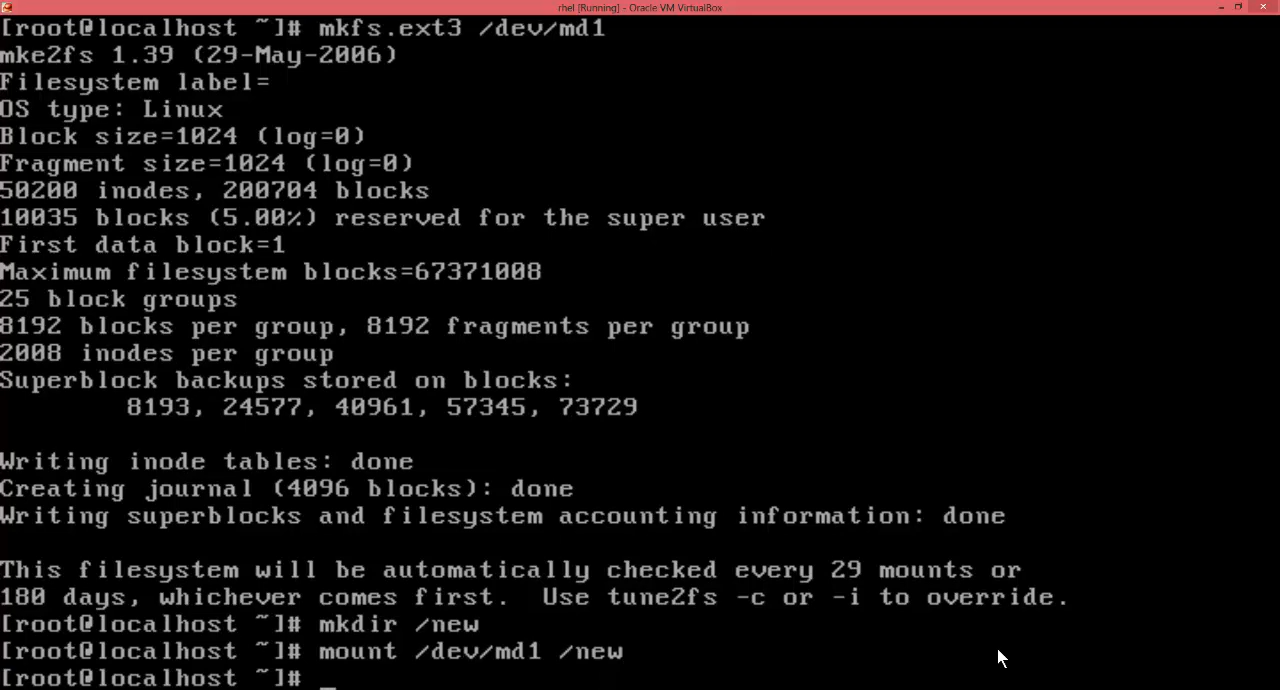 rhel [Running] - Oracle VM VirtualBox
[root@localhost ~]# mkfs.ext3 /dev/md1
mke2fs 1.39 (29-May-2006)
Filesystem label=
OS type: Linux
Block size=1024 (log=0)
Fragment size=1024 (log=0)
50200 inodes, 200704 blocks
10035 blocks (5.00%) reserved for the super user
First data block=1
Maximum filesystem blocks=67371008
25 block groups
8192 blocks per group, 8192 fragments per group
2008 inodes per group
Superblock backups stored on blocks:
        8193, 24577, 40961, 57345, 73729
Writing inode tables: done
Creating journal (4096 blocks): done
Writing superblocks and filesystem accounting information: done
This filesystem will be automatically checked every 29 mounts or
180 days, whichever comes first.  Use tune2fs -c or -i to override.
[root@localhost ~]# mkdir /new
[root@localhost ~]# mount /dev/md1 /new
[root@localhost ~]# _